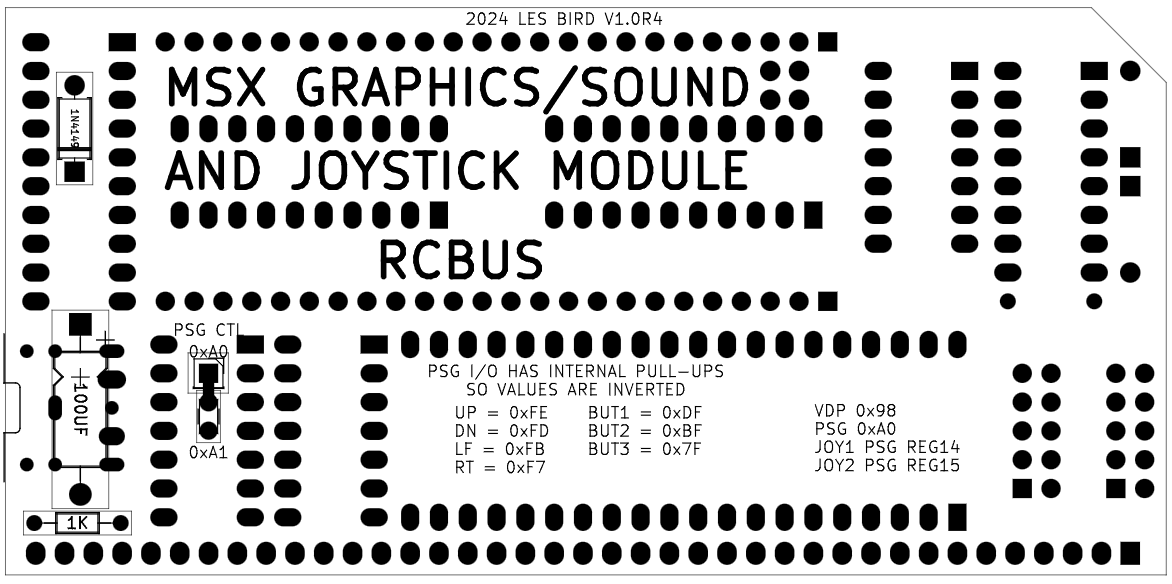 2024 LES BIRD V1.0R4
MSX GRAPHICS/SOUND
1N4149
AND JOYSTICK MODULE
RCBUS
PSG CTL
0xA0
0xA1
100UF
1K
PSG I/O HAS INTERNAL PULL-UPS
SO VALUES ARE INVERTED
UP = 0xFE BUT1 = 0xDF
DN = 0xFD BUT2 = 0xBF
LF = 0xFB BUT3 = 0x7F
RT = 0xF7
VDP 0x98
PSG 0xA0
JOY1 PSG REG14
JOY2 PSG REG15